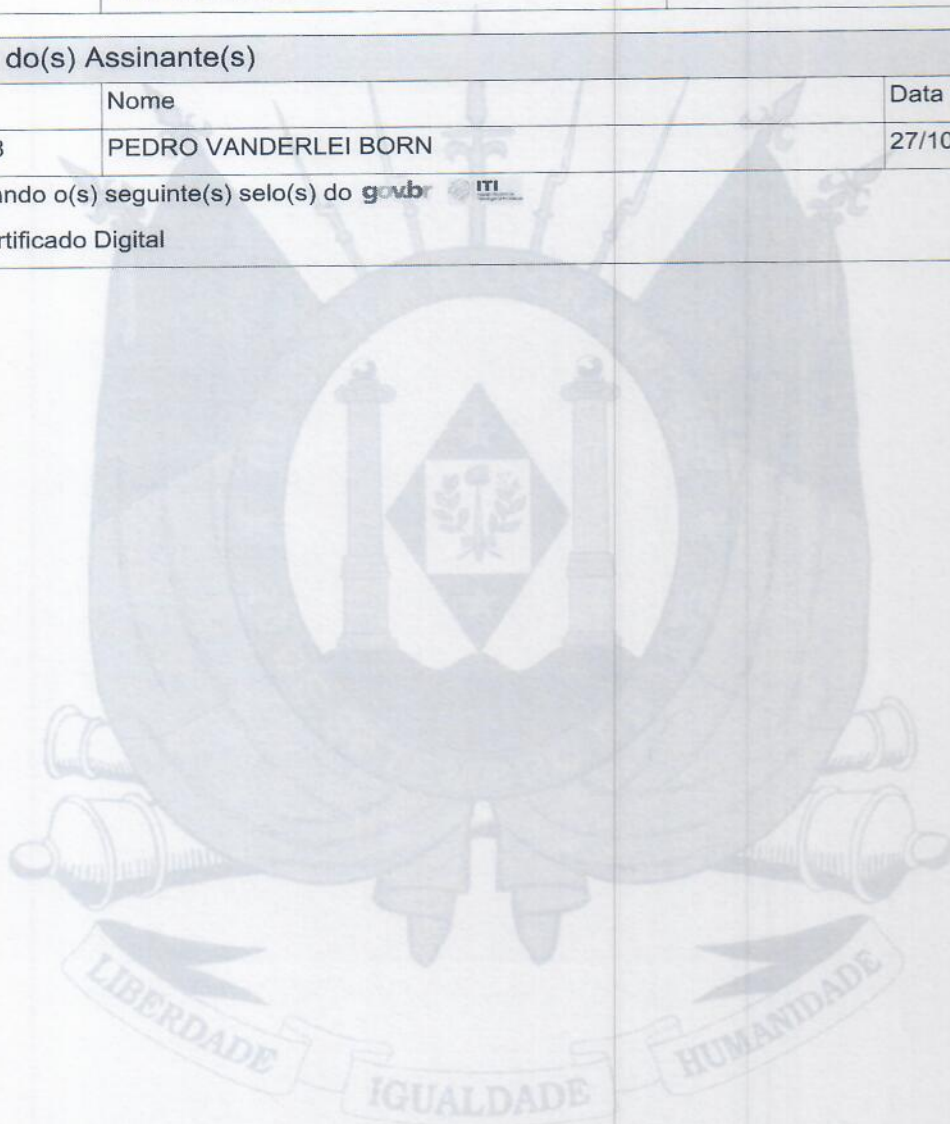 do(s) Assinante(s)
Nome Data
3 PEDRO VANDERLEI BORN 27/10
ando o(s) seguinte(s) selo(s) do gov.br ITI
rtificado Digital
LIBERDADE
IGUALDADE
HUMANIDADE